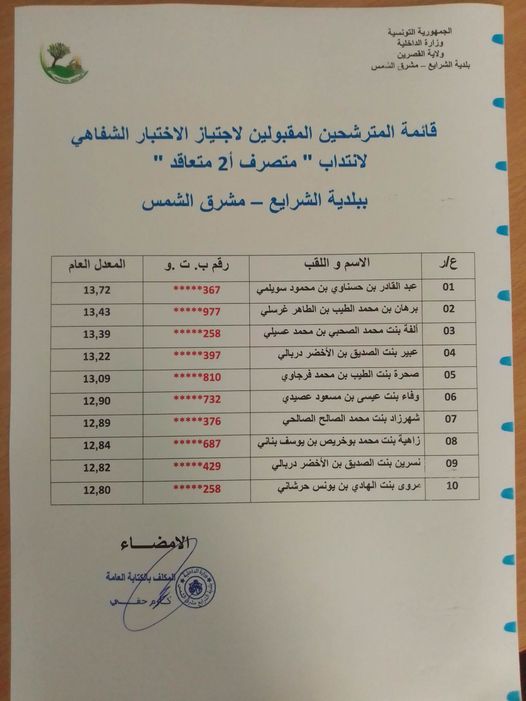 الجمهورية التونسية
وزارة الداخلية
ولاية القصرين
بلدية الشرايع – مشرق الشمس
قائمة المترشحين المقبولين لاجتياز الاختبار الشفاهي
لانتداب " متصرف أ2 متعاقد "
ببلدية الشرايع – مشرق الشمس
ع/ر الاسم و اللقب رقم ب. ت .و المعدل العام
01 عبد القادر بن حسناوي بن محمود سويلمي 367***** 13,72
02 برهان بن محمد الطيب بن الطاهر غرسلي 977***** 13,43
03 ألفة بنت محمد الصحبي بن محمد عسيلي 258***** 13,39
04 عبير بنت الصديق بن الأخضر دربالي 397***** 13,22
05 صحرة بنت الطيب بن محمد فرجاوي 810***** 13,09
06 وفاء بنت عيسى بن مسعود عصيدي 732***** 12,90
07 شهرزاد بنت محمد الصالح الصالحي 376***** 12,89
08 زاهية بنت محمد بوخريص بن يوسف بناني 687***** 12,84
09 نسرين بنت الصديق بن الأخضر دربالي 429***** 12,82
10 مروى بنت الهادي بن يونس حرشاني 258***** 12,80
الامضاء
المكلف بالكتابة العامة